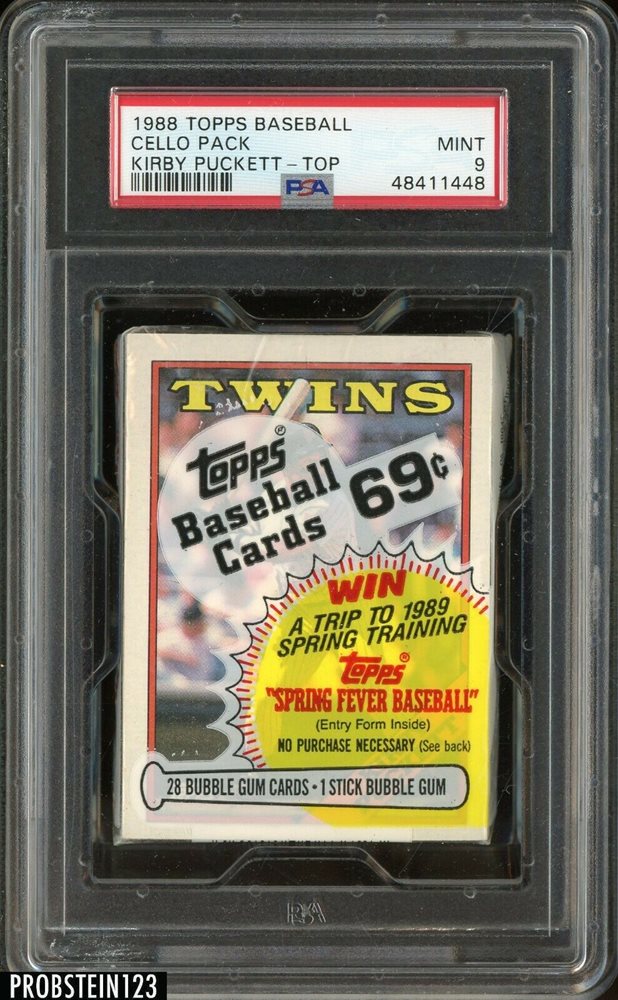 1988 TOPPS BASEBALL
CELLO PACK MINT
KIRBY PUCKETT - TOP 9
PSA 48411448
TWINS
topps®
Baseball
Cards 69¢
WIN
A TRIP TO 1989
SPRING TRAINING
topps®
"SPRING FEVER BASEBALL"
(Entry Form Inside)
NO PURCHASE NECESSARY (See back)
28 BUBBLE GUM CARDS • 1 STICK BUBBLE GUM
PSA
PROBSTEIN123